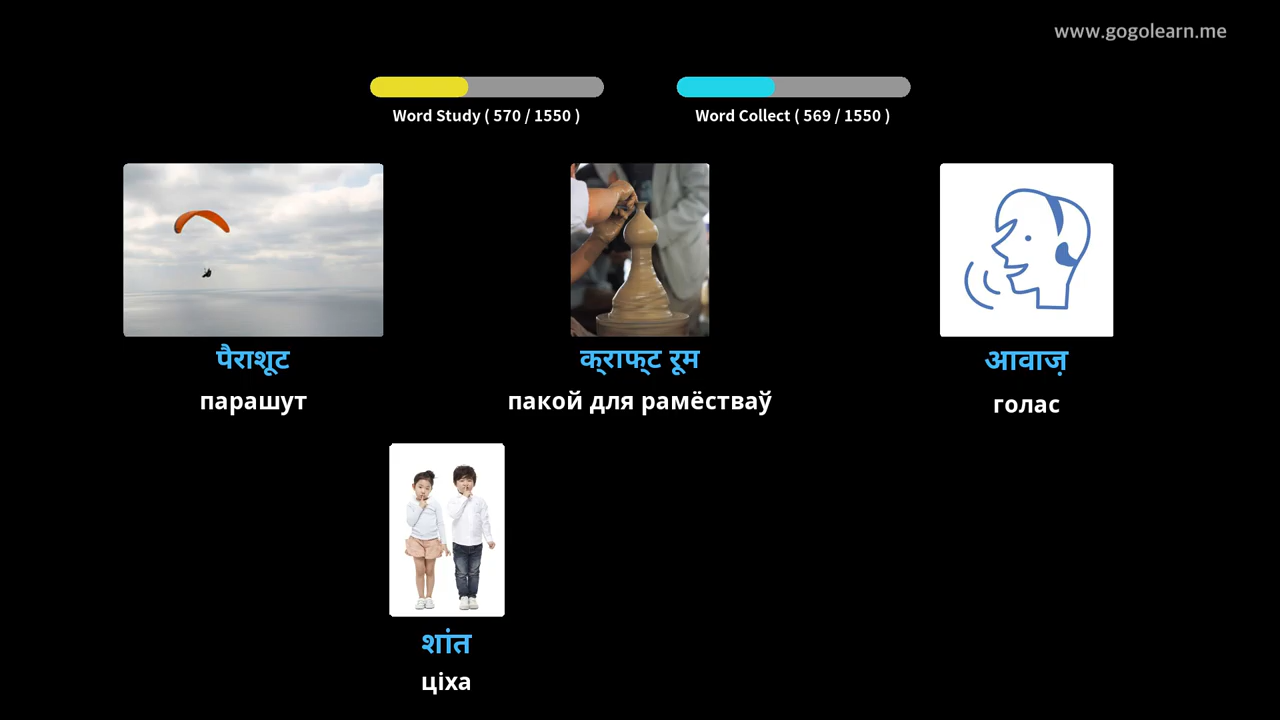 www.gogolearn.me
Word Study ( 570 / 1550 )
Word Collect ( 569 / 1550 )
पैराशूट
парашут
क्राफ्ट रूम
пакой для рамёстваў
आवाज़
голас
शांत
ціха